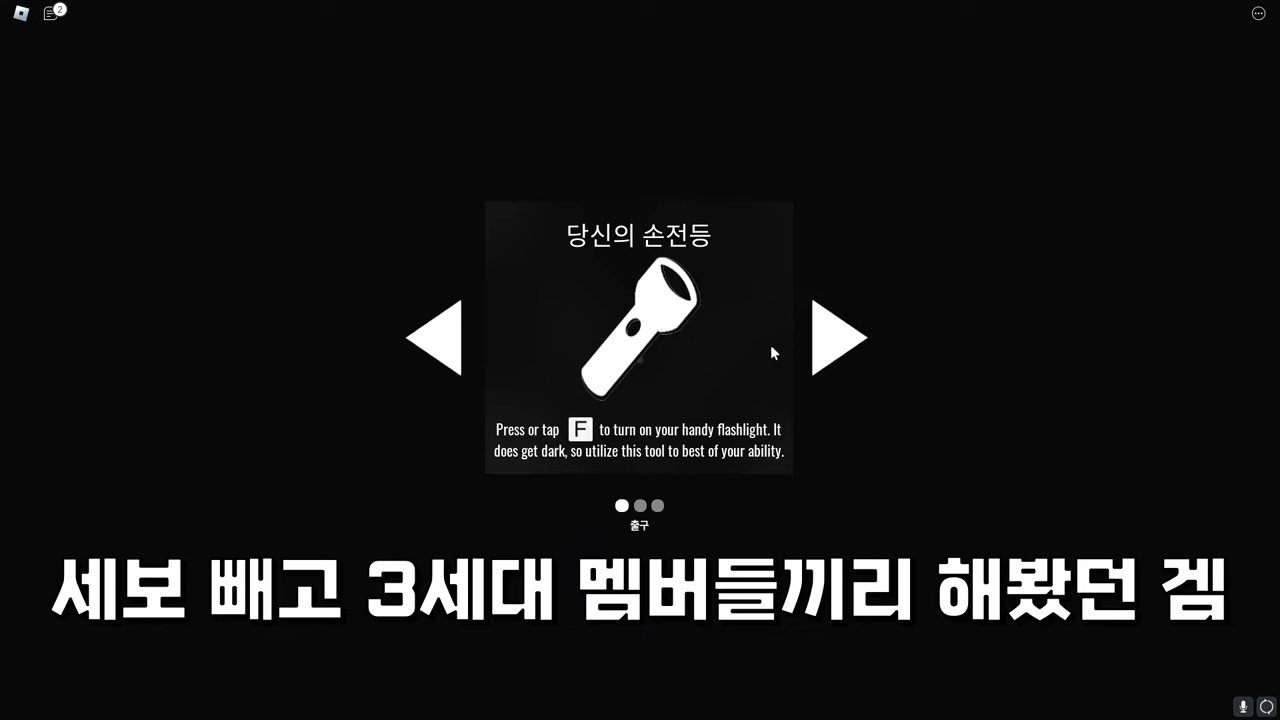 2
당신의 손전등
Press or tap F to turn on your handy flashlight. It
does get dark, so utilize this tool to best of your ability.
출구
세보 빼고 3세대 멤버들끼리 해봤던 겜